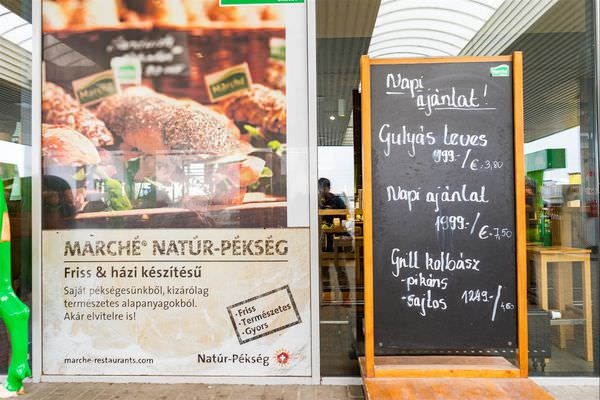 Marché
Marché
MARCHÉ® NATÚR-PÉKSÉG
Friss & házi készítésű
Saját pékségesünkből, kizárólag
természetes alapanyagokból.
Akár elvitelre is!
-Friss
-Természetes
-Gyors
marche-restaurants.com
Natúr-Pékség
Napi
ajánlat!
Gulyás leves
999.-/€ 3,80
Napi ajánlat
1999.-/€ 7,50
Grill kolbász
-pikáns
-sajtos 1249.-/4,60